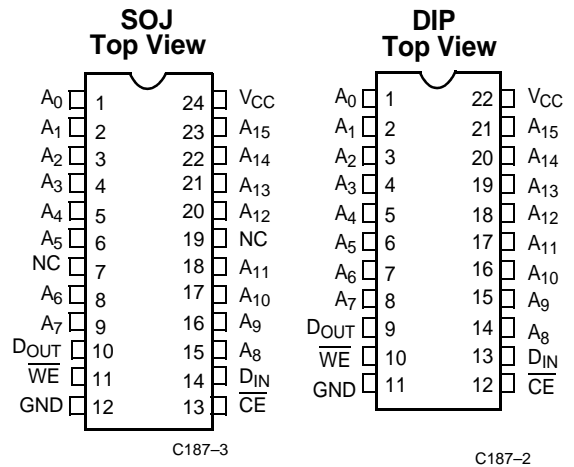 SOJ
Top View
A0 1 24 VCC
A1 2 23 A15
A2 3 22 A14
A3 4 21 A13
A4 5 20 A12
A5 6 19 NC
NC 7 18 A11
A6 8 17 A10
A7 9 16 A9
DOUT 10 15 A8
WE 11 14 DIN
GND 12 13 CE
C187–3
DIP
Top View
A0 1 22 VCC
A1 2 21 A15
A2 3 20 A14
A3 4 19 A13
A4 5 18 A12
A5 6 17 A11
A6 7 16 A10
A7 8 15 A9
DOUT 9 14 A8
WE 10 13 DIN
GND 11 12 CE
C187–2